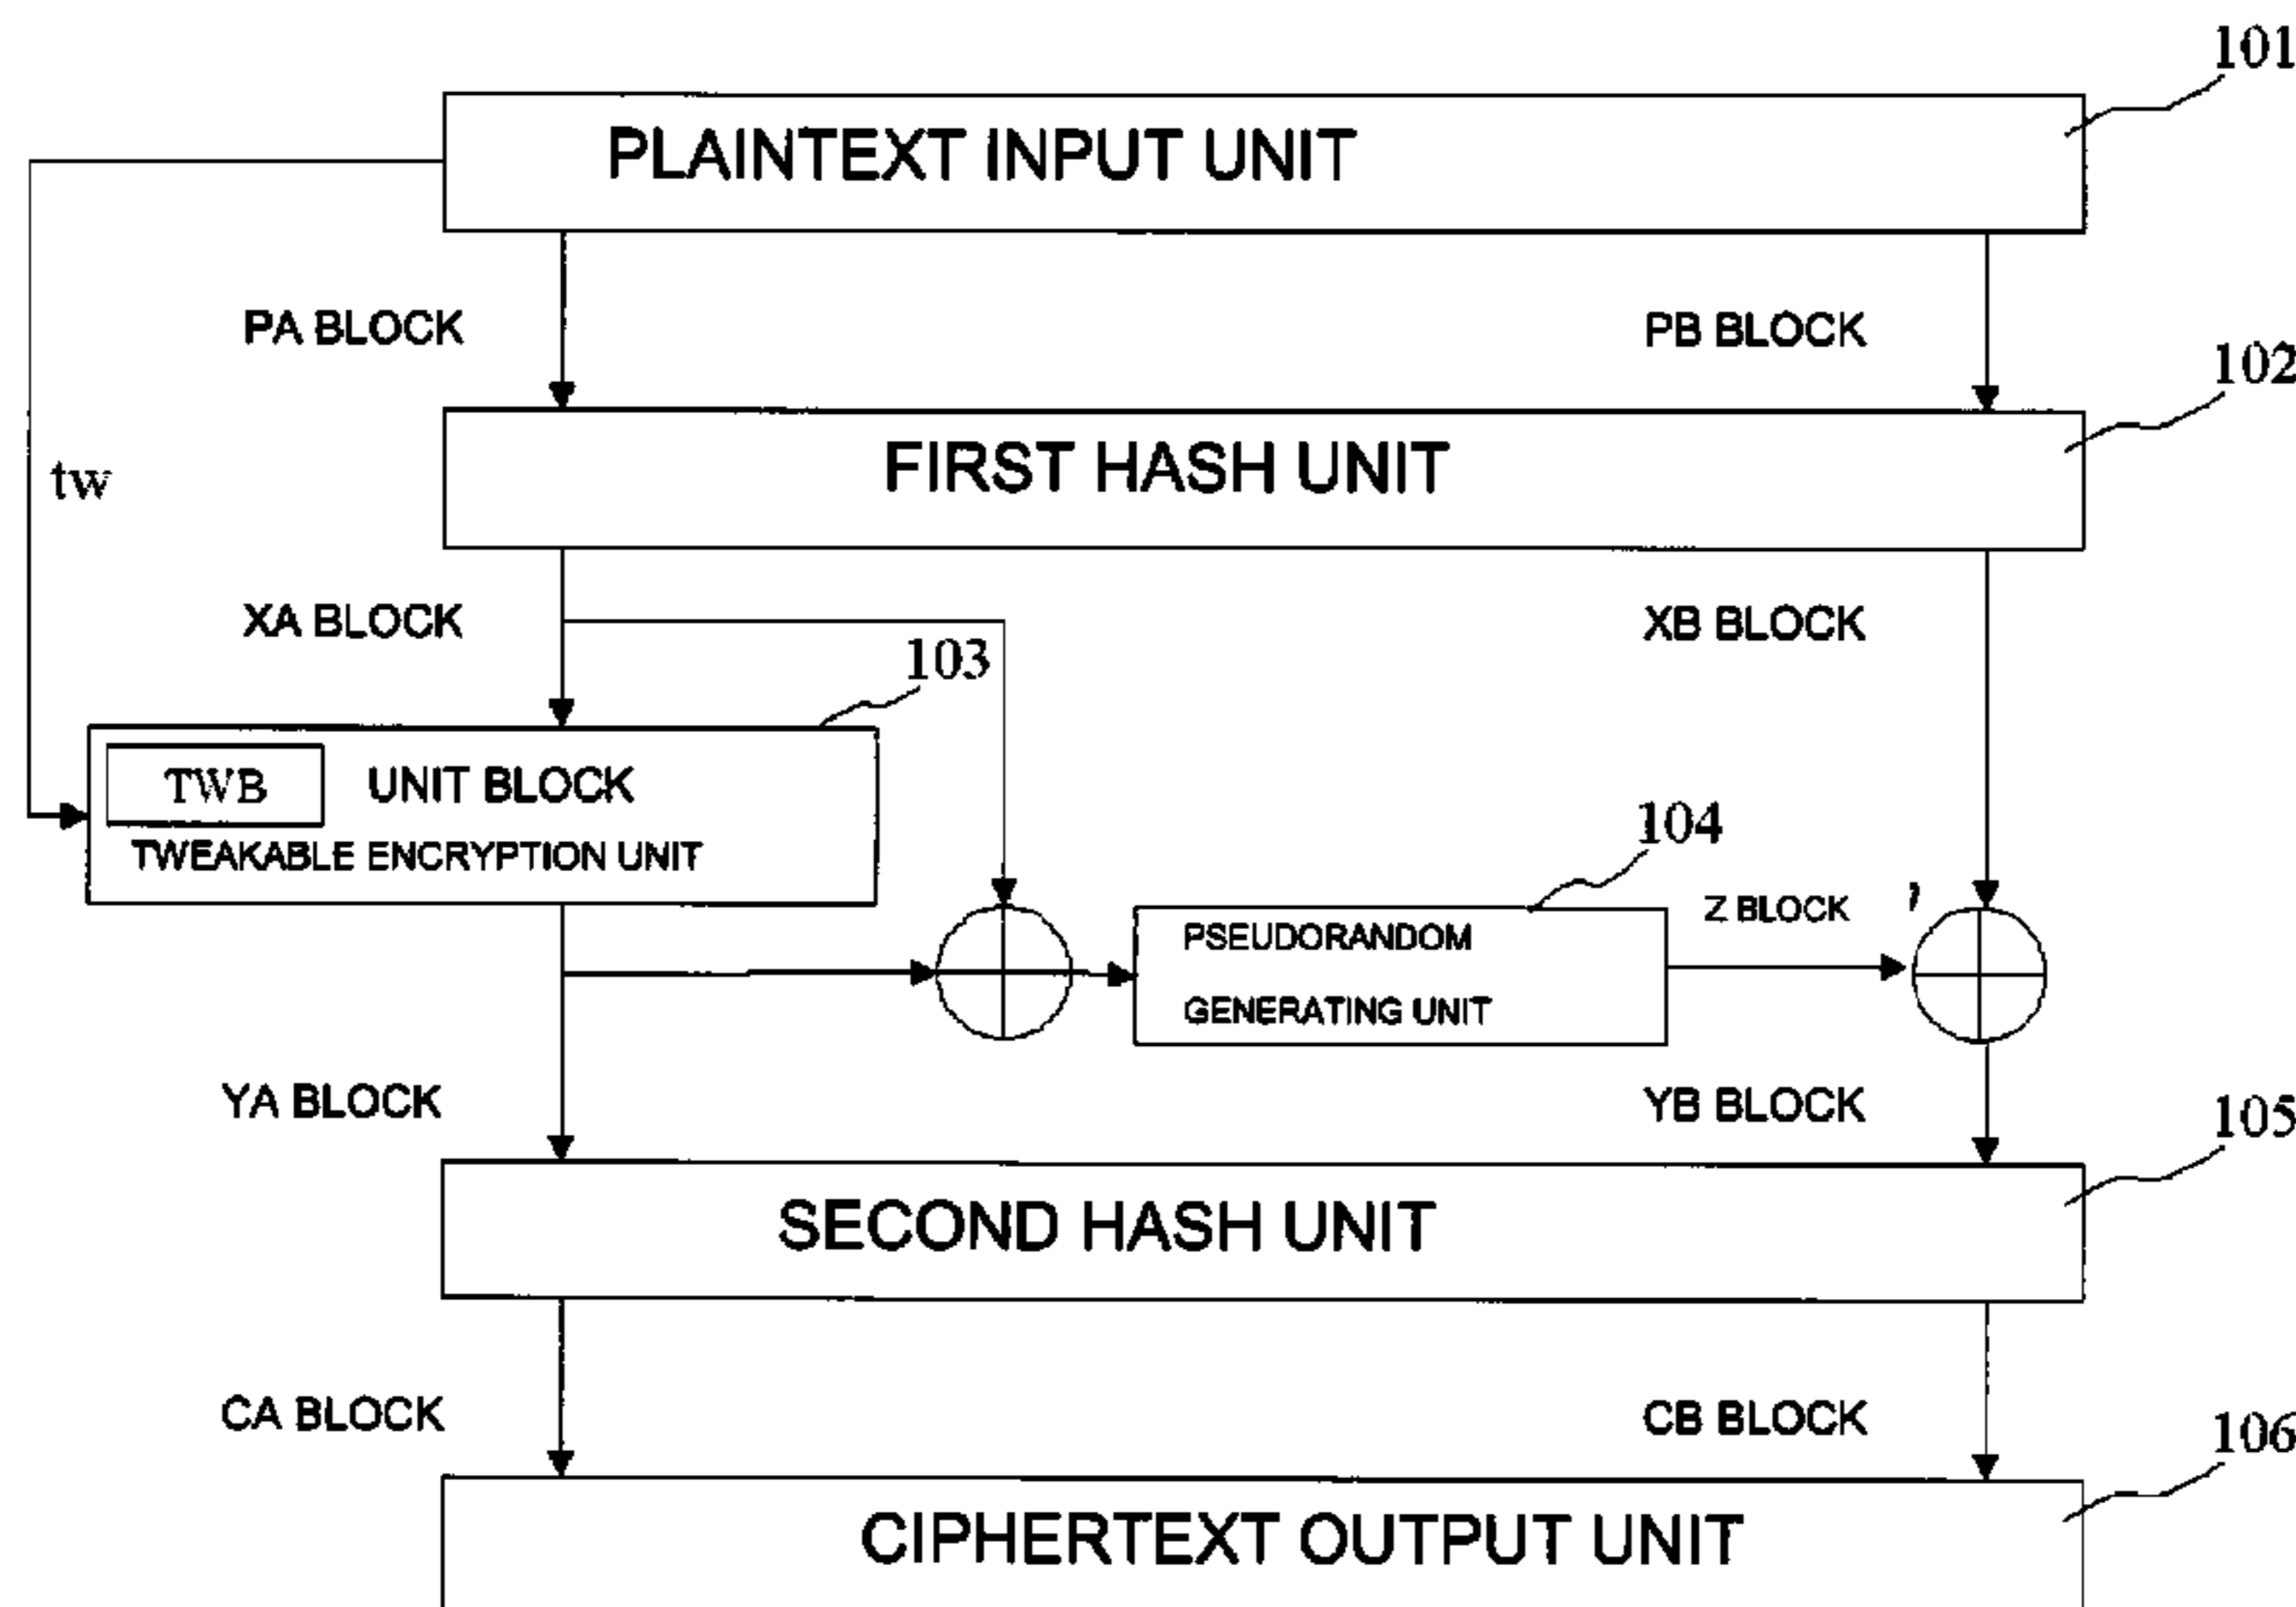 101
PLAINTEXT INPUT UNIT
PA BLOCK
PB BLOCK
102
FIRST HASH UNIT
tw
XA BLOCK
XB BLOCK
103
TWB
UNIT BLOCK
TWEAKABLE ENCRYPTION UNIT
104
Z BLOCK
PSEUDORANDOM
GENERATING UNIT
YA BLOCK
YB BLOCK
105
SECOND HASH UNIT
CA BLOCK
CB BLOCK
106
CIPHERTEXT OUTPUT UNIT